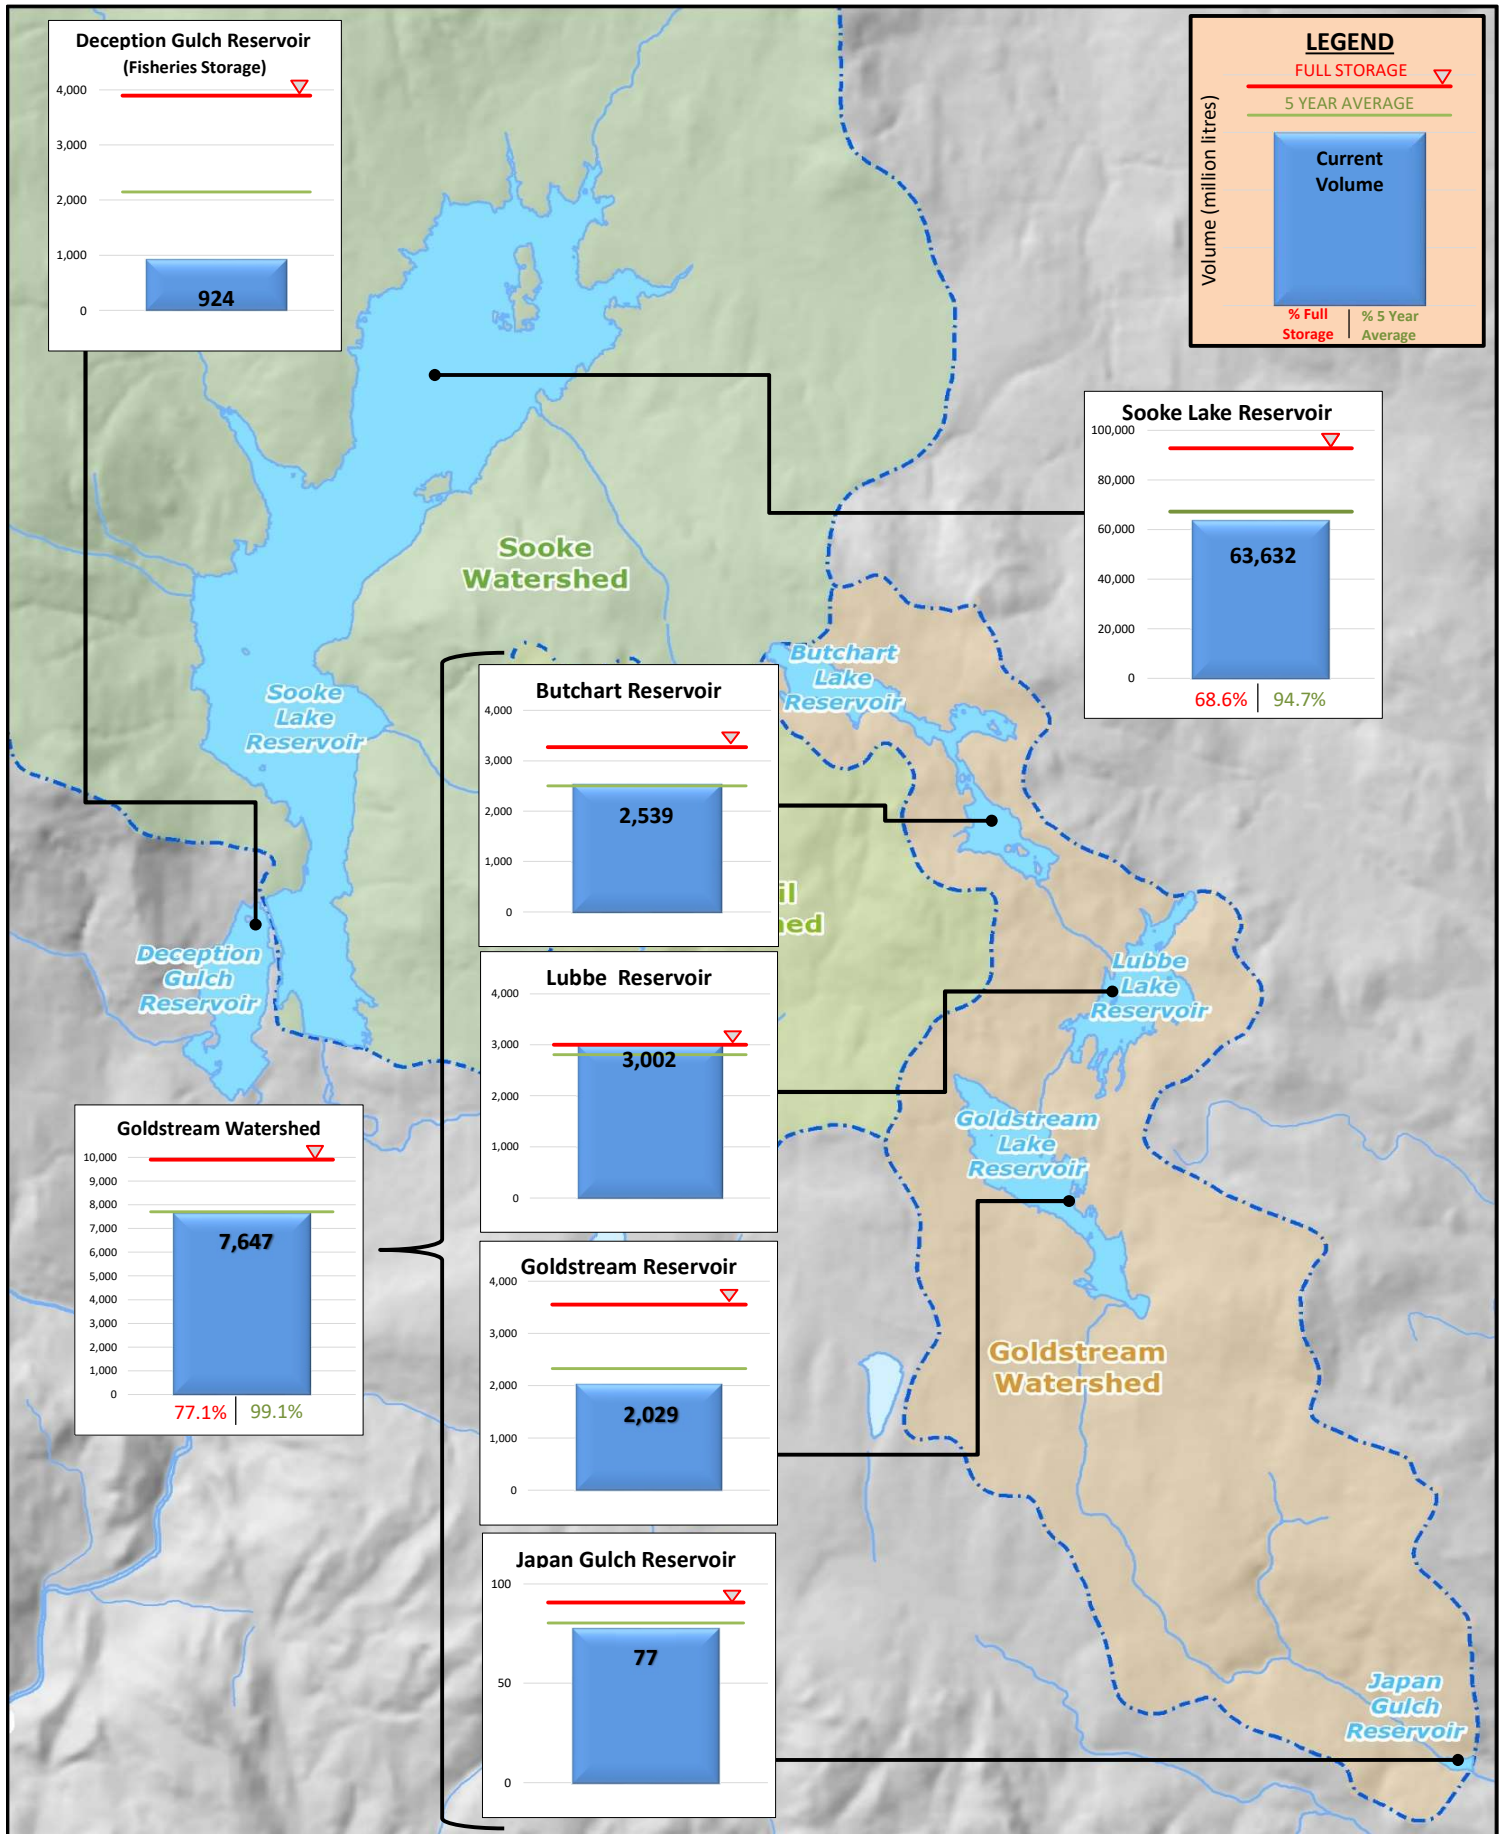 Deception Gulch Reservoir
(Fisheries Storage)
4,000
3,000
2,000
1,000
0
924
LEGEND
FULL STORAGE
5 YEAR AVERAGE
Volume (million litres)
Current
Volume
% Full
Storage
% 5 Year
Average
Sooke Lake Reservoir
100,000
80,000
60,000
40,000
20,000
0
63,632
68.6%
94.7%
Sooke
Watershed
Sooke
Lake
Reservoir
Butchart
Lake
Reservoir
Butchart Reservoir
4,000
3,000
2,000
1,000
0
2,539
il
ed
Deception
Gulch
Reservoir
Lubbe
Lake
Reservoir
Lubbe Reservoir
4,000
3,000
2,000
1,000
0
3,002
Goldstream
Lake
Reservoir
Goldstream Watershed
10,000
9,000
8,000
7,000
6,000
5,000
4,000
3,000
2,000
1,000
0
7,647
77.1%
99.1%
Goldstream Reservoir
4,000
3,000
2,000
1,000
0
2,029
Goldstream
Watershed
Japan Gulch Reservoir
100
50
0
77
Japan
Gulch
Reservoir